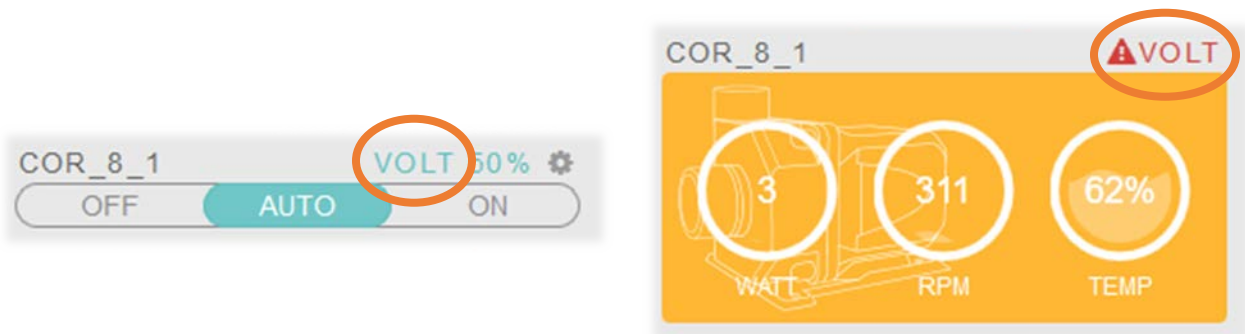 COR_8_1 VOLT 50%
OFF AUTO ON
COR_8_1 VOLT
3 311 62%
WATT RPM TEMP